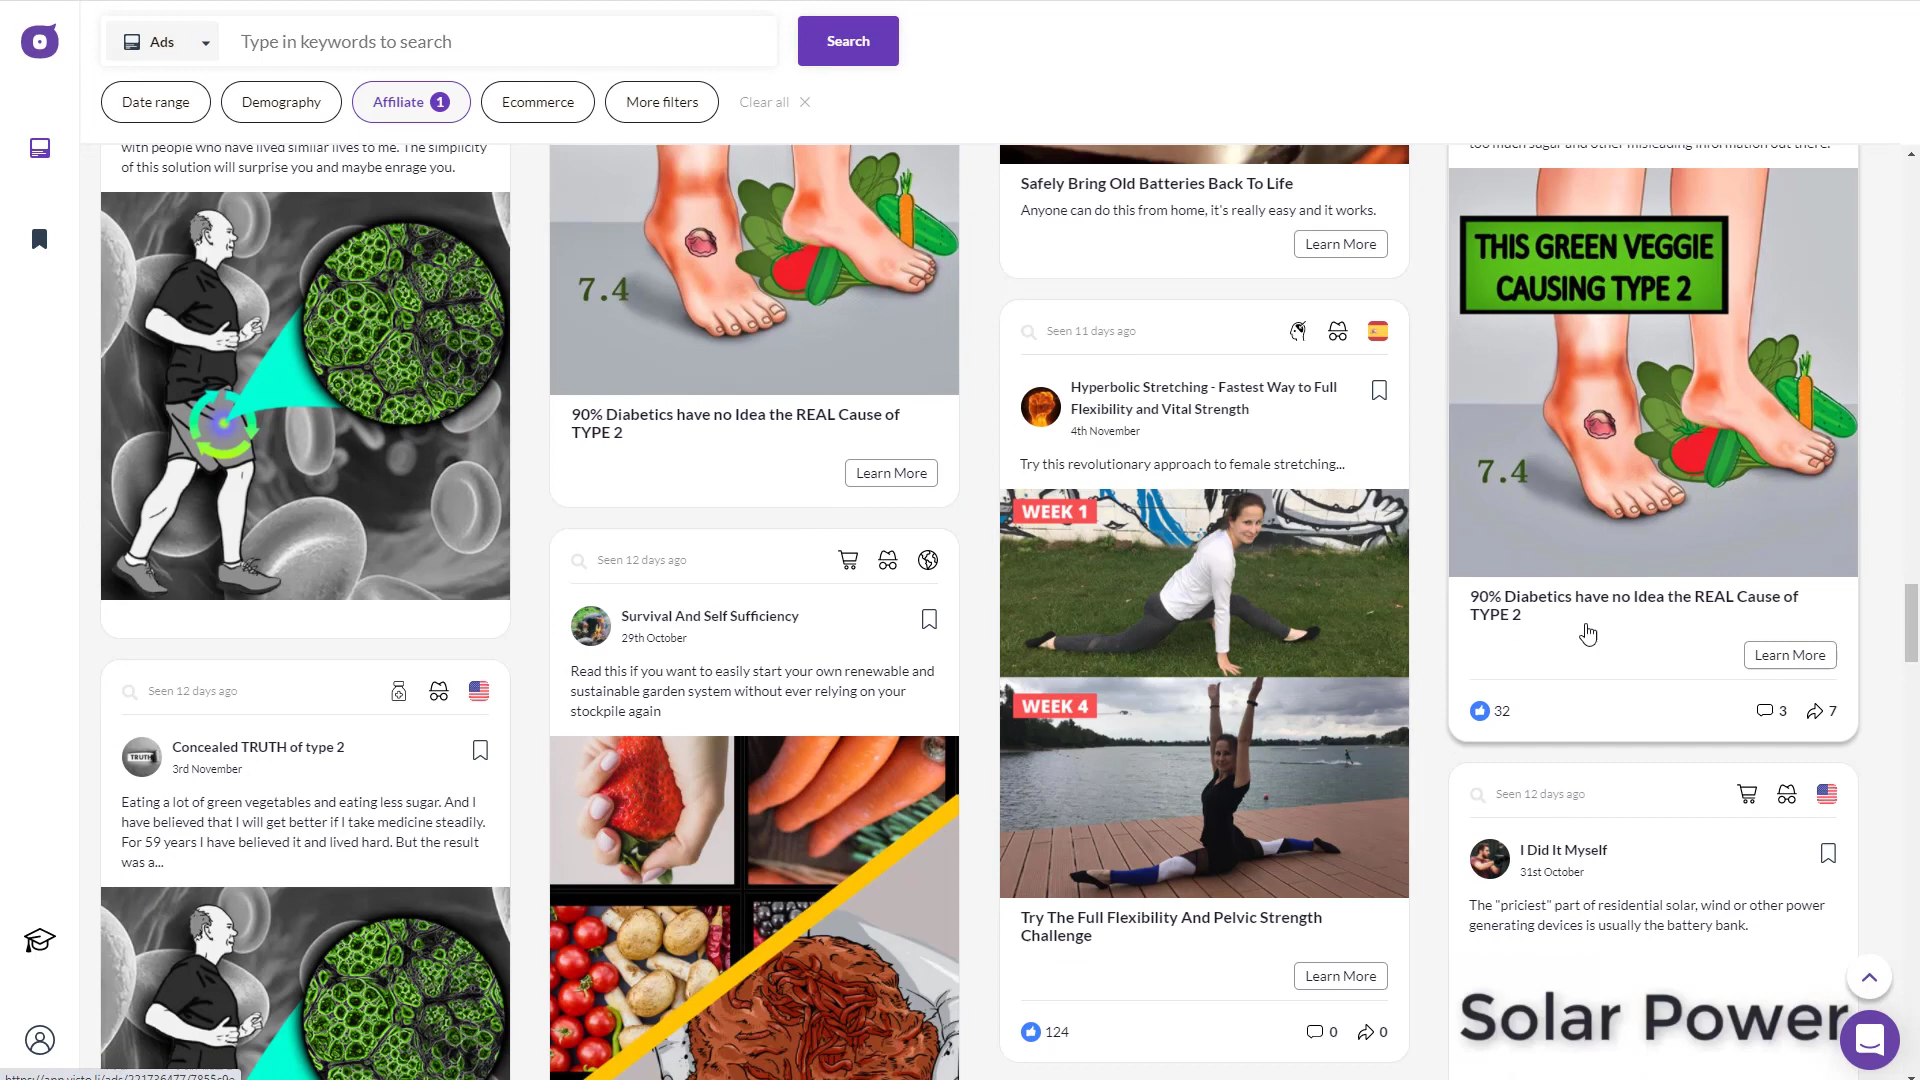 Ads
Type in keywords to search
Search
Date range
Demography
Affiliate 1
Ecommerce
More filters
Clear all
with people who have lived similar lives to me. The simplicity
of this solution will surprise you and maybe enrage you.
Seen 12 days ago
Concealed TRUTH of type 2
3rd November
TRUTH
Eating a lot of green vegetables and eating less sugar. And I
have believed that I will get better if I take medicine steadily.
For 59 years I have believed it and lived hard. But the result
was a...
7.4
90% Diabetics have no Idea the REAL Cause of
TYPE 2
Learn More
Seen 12 days ago
Survival And Self Sufficiency
29th October
Read this if you want to easily start your own renewable and
sustainable garden system without ever relying on your
stockpile again
Safely Bring Old Batteries Back To Life
Anyone can do this from home, it's really easy and it works.
Learn More
Seen 11 days ago
Hyperbolic Stretching - Fastest Way to Full
Flexibility and Vital Strength
4th November
Try this revolutionary approach to female stretching...
WEEK 1
WEEK 4
Try The Full Flexibility And Pelvic Strength
Challenge
Learn More
124
0
0
too much sugar and other misleading information out there.
THIS GREEN VEGGIE
CAUSING TYPE 2
7.4
90% Diabetics have no Idea the REAL Cause of
TYPE 2
Learn More
32
3
7
Seen 12 days ago
I Did It Myself
31st October
The "priciest" part of residential solar, wind or other power
generating devices is usually the battery bank.
Solar Power